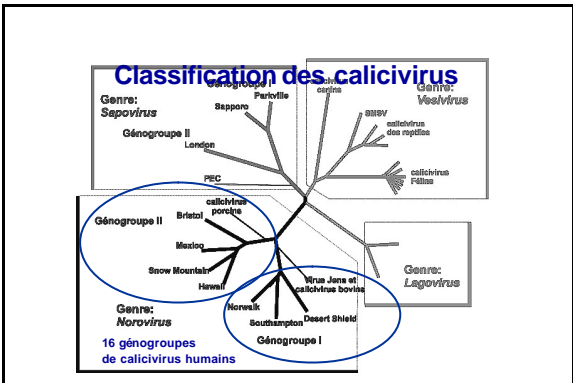 Classification des calicivirus
Génogroupe I
Parkville
Genre:
Sapovirus
Sapporo
Génogroupe II
London
PEC
calicivirus
canins
Genre:
Vesivirus
SMSV
calicivirus
des reptiles
calicivirus
Féline
calicivirus
porcins
Génogroupe II
Bristol
Mexico
Snow Mountain
Hawaii
Genre:
Norovirus
16 génogroupes
de calicivirus humains
Virus Jena et
calicivirus bovins
Norwalk
Southampton
Desert Shield
Génogroupe I
Genre:
Lagovirus